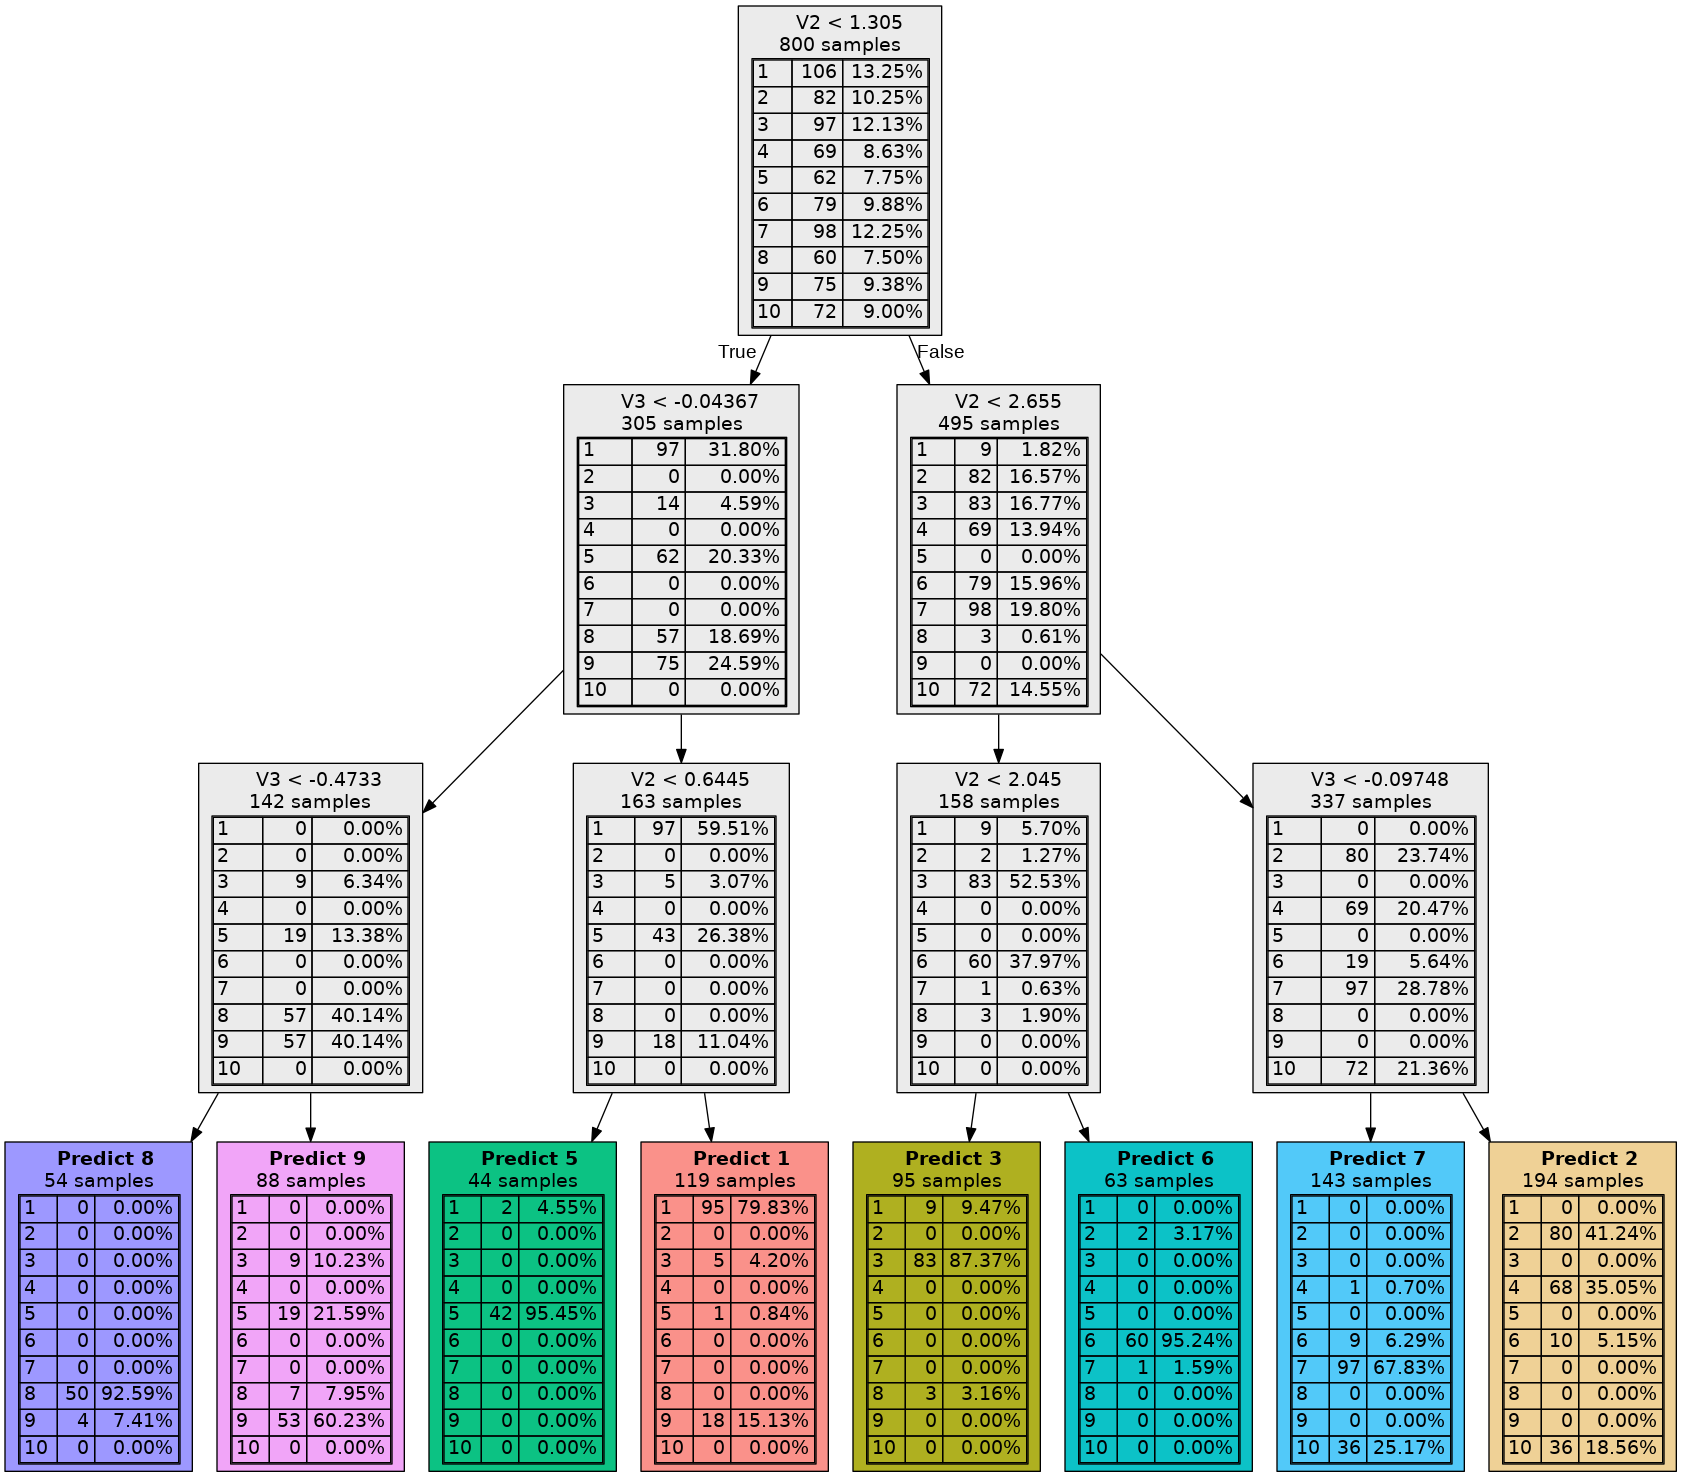 V2 < 1.305
800 samples
1 106 13.25%
2 82 10.25%
3 97 12.13%
4 69 8.63%
5 62 7.75%
6 79 9.88%
7 98 12.25%
8 60 7.50%
9 75 9.38%
10 72 9.00%
True
False
V3 < -0.04367
305 samples
1 97 31.80%
2 0 0.00%
3 14 4.59%
4 0 0.00%
5 62 20.33%
6 0 0.00%
7 0 0.00%
8 57 18.69%
9 75 24.59%
10 0 0.00%
V2 < 2.655
495 samples
1 9 1.82%
2 82 16.57%
3 83 16.77%
4 69 13.94%
5 0 0.00%
6 79 15.96%
7 98 19.80%
8 3 0.61%
9 0 0.00%
10 72 14.55%
V3 < -0.4733
142 samples
1 0 0.00%
2 0 0.00%
3 9 6.34%
4 0 0.00%
5 19 13.38%
6 0 0.00%
7 0 0.00%
8 57 40.14%
9 57 40.14%
10 0 0.00%
V2 < 0.6445
163 samples
1 97 59.51%
2 0 0.00%
3 5 3.07%
4 0 0.00%
5 43 26.38%
6 0 0.00%
7 0 0.00%
8 0 0.00%
9 18 11.04%
10 0 0.00%
V2 < 2.045
158 samples
1 9 5.70%
2 2 1.27%
3 83 52.53%
4 0 0.00%
5 0 0.00%
6 60 37.97%
7 1 0.63%
8 3 1.90%
9 0 0.00%
10 0 0.00%
V3 < -0.09748
337 samples
1 0 0.00%
2 80 23.74%
3 0 0.00%
4 69 20.47%
5 0 0.00%
6 19 5.64%
7 97 28.78%
8 0 0.00%
9 0 0.00%
10 72 21.36%
Predict 8
54 samples
1 0 0.00%
2 0 0.00%
3 0 0.00%
4 0 0.00%
5 0 0.00%
6 0 0.00%
7 0 0.00%
8 50 92.59%
9 4 7.41%
10 0 0.00%
Predict 9
88 samples
1 0 0.00%
2 0 0.00%
3 9 10.23%
4 0 0.00%
5 19 21.59%
6 0 0.00%
7 0 0.00%
8 7 7.95%
9 53 60.23%
10 0 0.00%
Predict 5
44 samples
1 2 4.55%
2 0 0.00%
3 0 0.00%
4 0 0.00%
5 42 95.45%
6 0 0.00%
7 0 0.00%
8 0 0.00%
9 0 0.00%
10 0 0.00%
Predict 1
119 samples
1 95 79.83%
2 0 0.00%
3 5 4.20%
4 0 0.00%
5 1 0.84%
6 0 0.00%
7 0 0.00%
8 0 0.00%
9 18 15.13%
10 0 0.00%
Predict 3
95 samples
1 9 9.47%
2 0 0.00%
3 83 87.37%
4 0 0.00%
5 0 0.00%
6 0 0.00%
7 0 0.00%
8 3 3.16%
9 0 0.00%
10 0 0.00%
Predict 6
63 samples
1 0 0.00%
2 2 3.17%
3 0 0.00%
4 0 0.00%
5 0 0.00%
6 60 95.24%
7 1 1.59%
8 0 0.00%
9 0 0.00%
10 0 0.00%
Predict 7
143 samples
1 0 0.00%
2 0 0.00%
3 0 0.00%
4 1 0.70%
5 0 0.00%
6 9 6.29%
7 97 67.83%
8 0 0.00%
9 0 0.00%
10 36 25.17%
Predict 2
194 samples
1 0 0.00%
2 80 41.24%
3 0 0.00%
4 68 35.05%
5 0 0.00%
6 10 5.15%
7 0 0.00%
8 0 0.00%
9 0 0.00%
10 36 18.56%